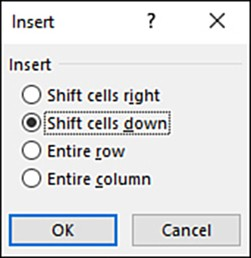 Insert ?
Insert
Shift cells right
Shift cells down
Entire row
Entire column
OK Cancel